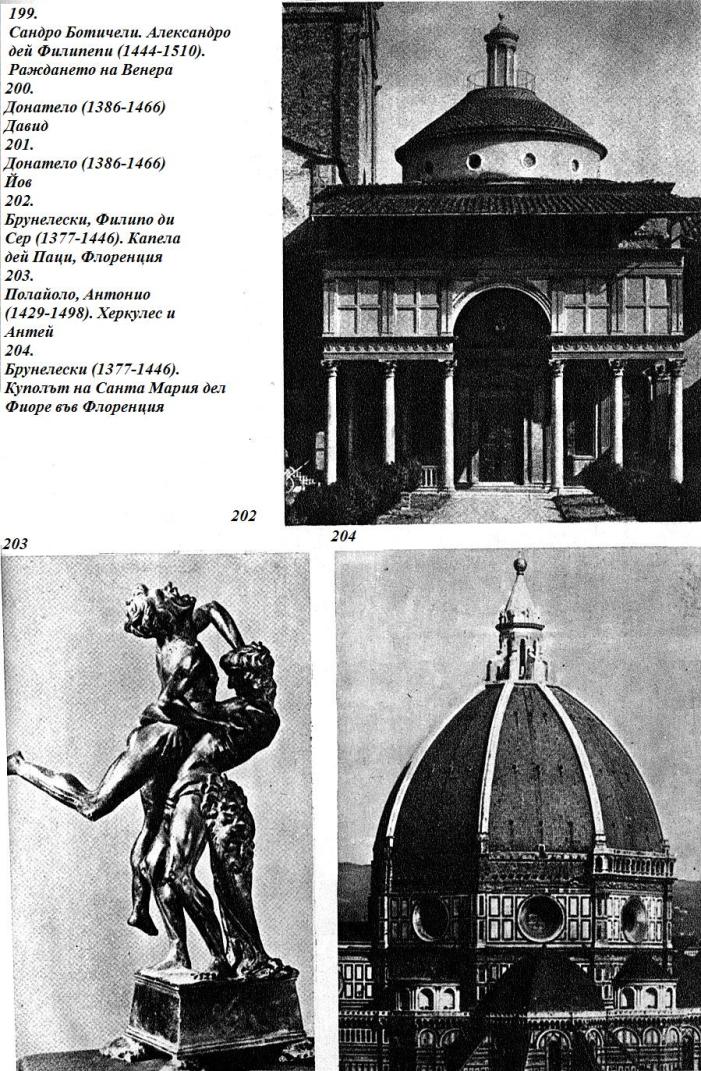 199.
Сандро Ботичели. Александро
дей Филипепи (1444-1510).
Раждането на Венера
200.
Донатело (1386-1466)
Давид
201.
Донатело (1386-1466)
Йов
202.
Брунелески, Филипо ди
Сер (1377-1446). Капела
дей Паци, Флоренция
203.
Полайоло, Антонио
(1429-1498). Херкулес и
Антей
204.
Брунелески (1377-1446).
Куполът на Санта Мария дел
Фиоре във Флоренция
202
203
204